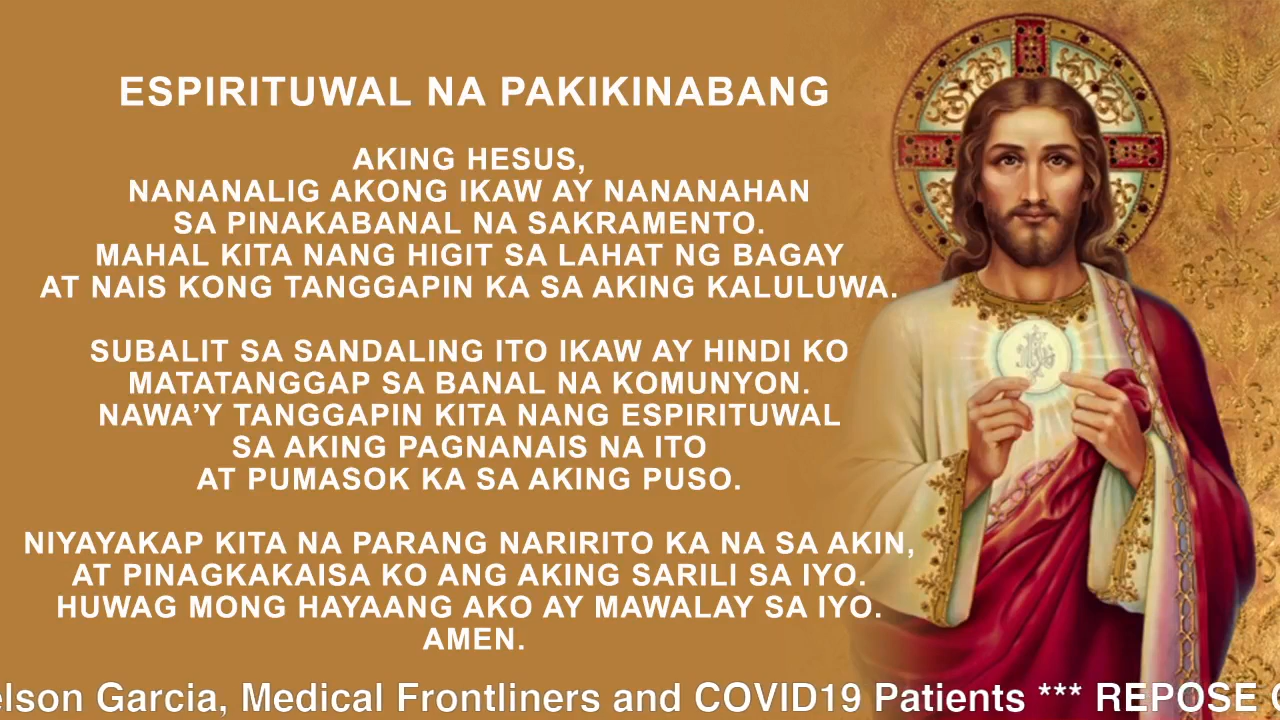 ESPIRITUWAL NA PAKIKINABANG
AKING HESUS,
NANANALIG AKONG IKAW AY NANANAHAN
SA PINAKABANAL NA SAKRAMENTO.
MAHAL KITA NANG HIGIT SA LAHAT NG BAGAY
AT NAIS KONG TANGGAPIN KA SA AKING KALULUWA.
SUBALIT SA SANDALING ITO IKAW AY HINDI KO
MATATANGGAP SA BANAL NA KOMUNYON.
NAWA’Y TANGGAPIN KITA NANG ESPIRITUWAL
SA AKING PAGNANAIS NA ITO
AT PUMASOK KA SA AKING PUSO.
NIYAYAKAP KITA NA PARANG NARIRITO KA NA SA AKIN,
AT PINAGKAKAISA KO ANG AKING SARILI SA IYO.
HUWAG MONG HAYAANG AKO AY MAWALAY SA IYO.
AMEN.
elson Garcia, Medical Frontliners and COVID19 Patients *** REPOSE